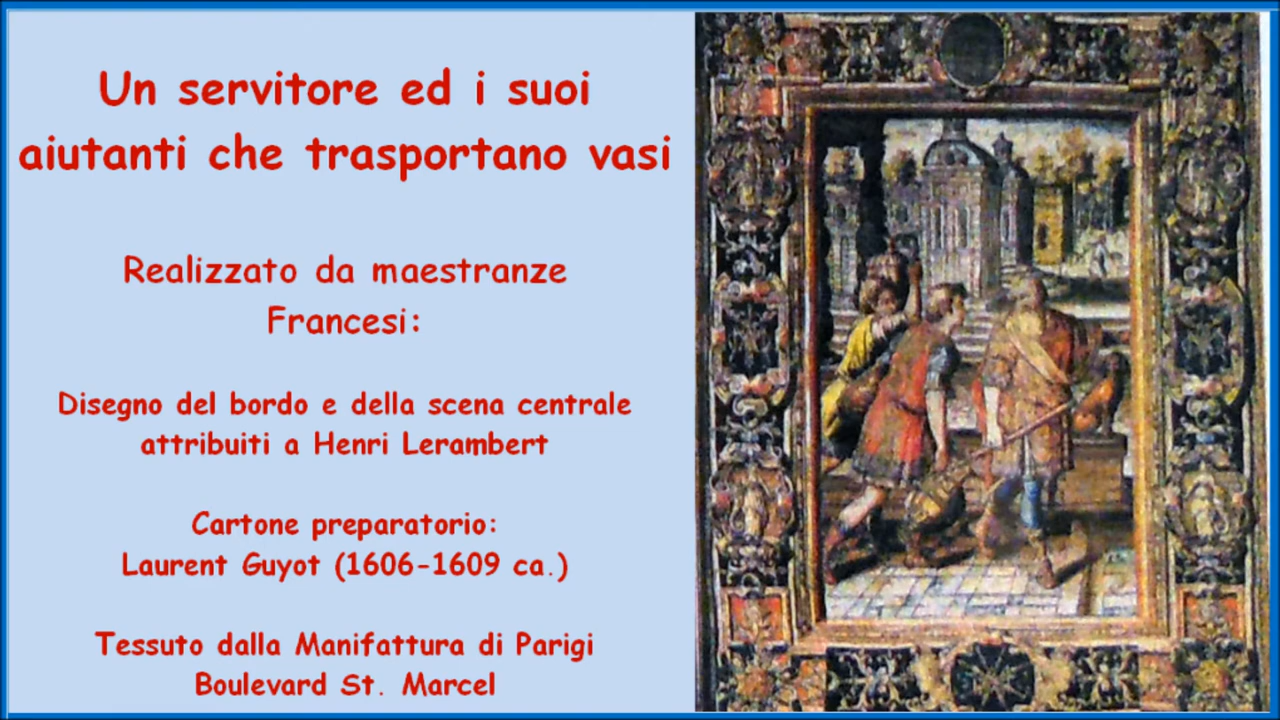 Un servitore ed i suoi
aiutanti che trasportano vasi
Realizzato da maestranze
Francesi:
Disegno del bordo e della scena centrale
attribuiti a Henri Lerambert
Cartone preparatorio:
Laurent Guyot (1606-1609 ca.)
Tessuto dalla Manifattura di Parigi
Boulevard St. Marcel